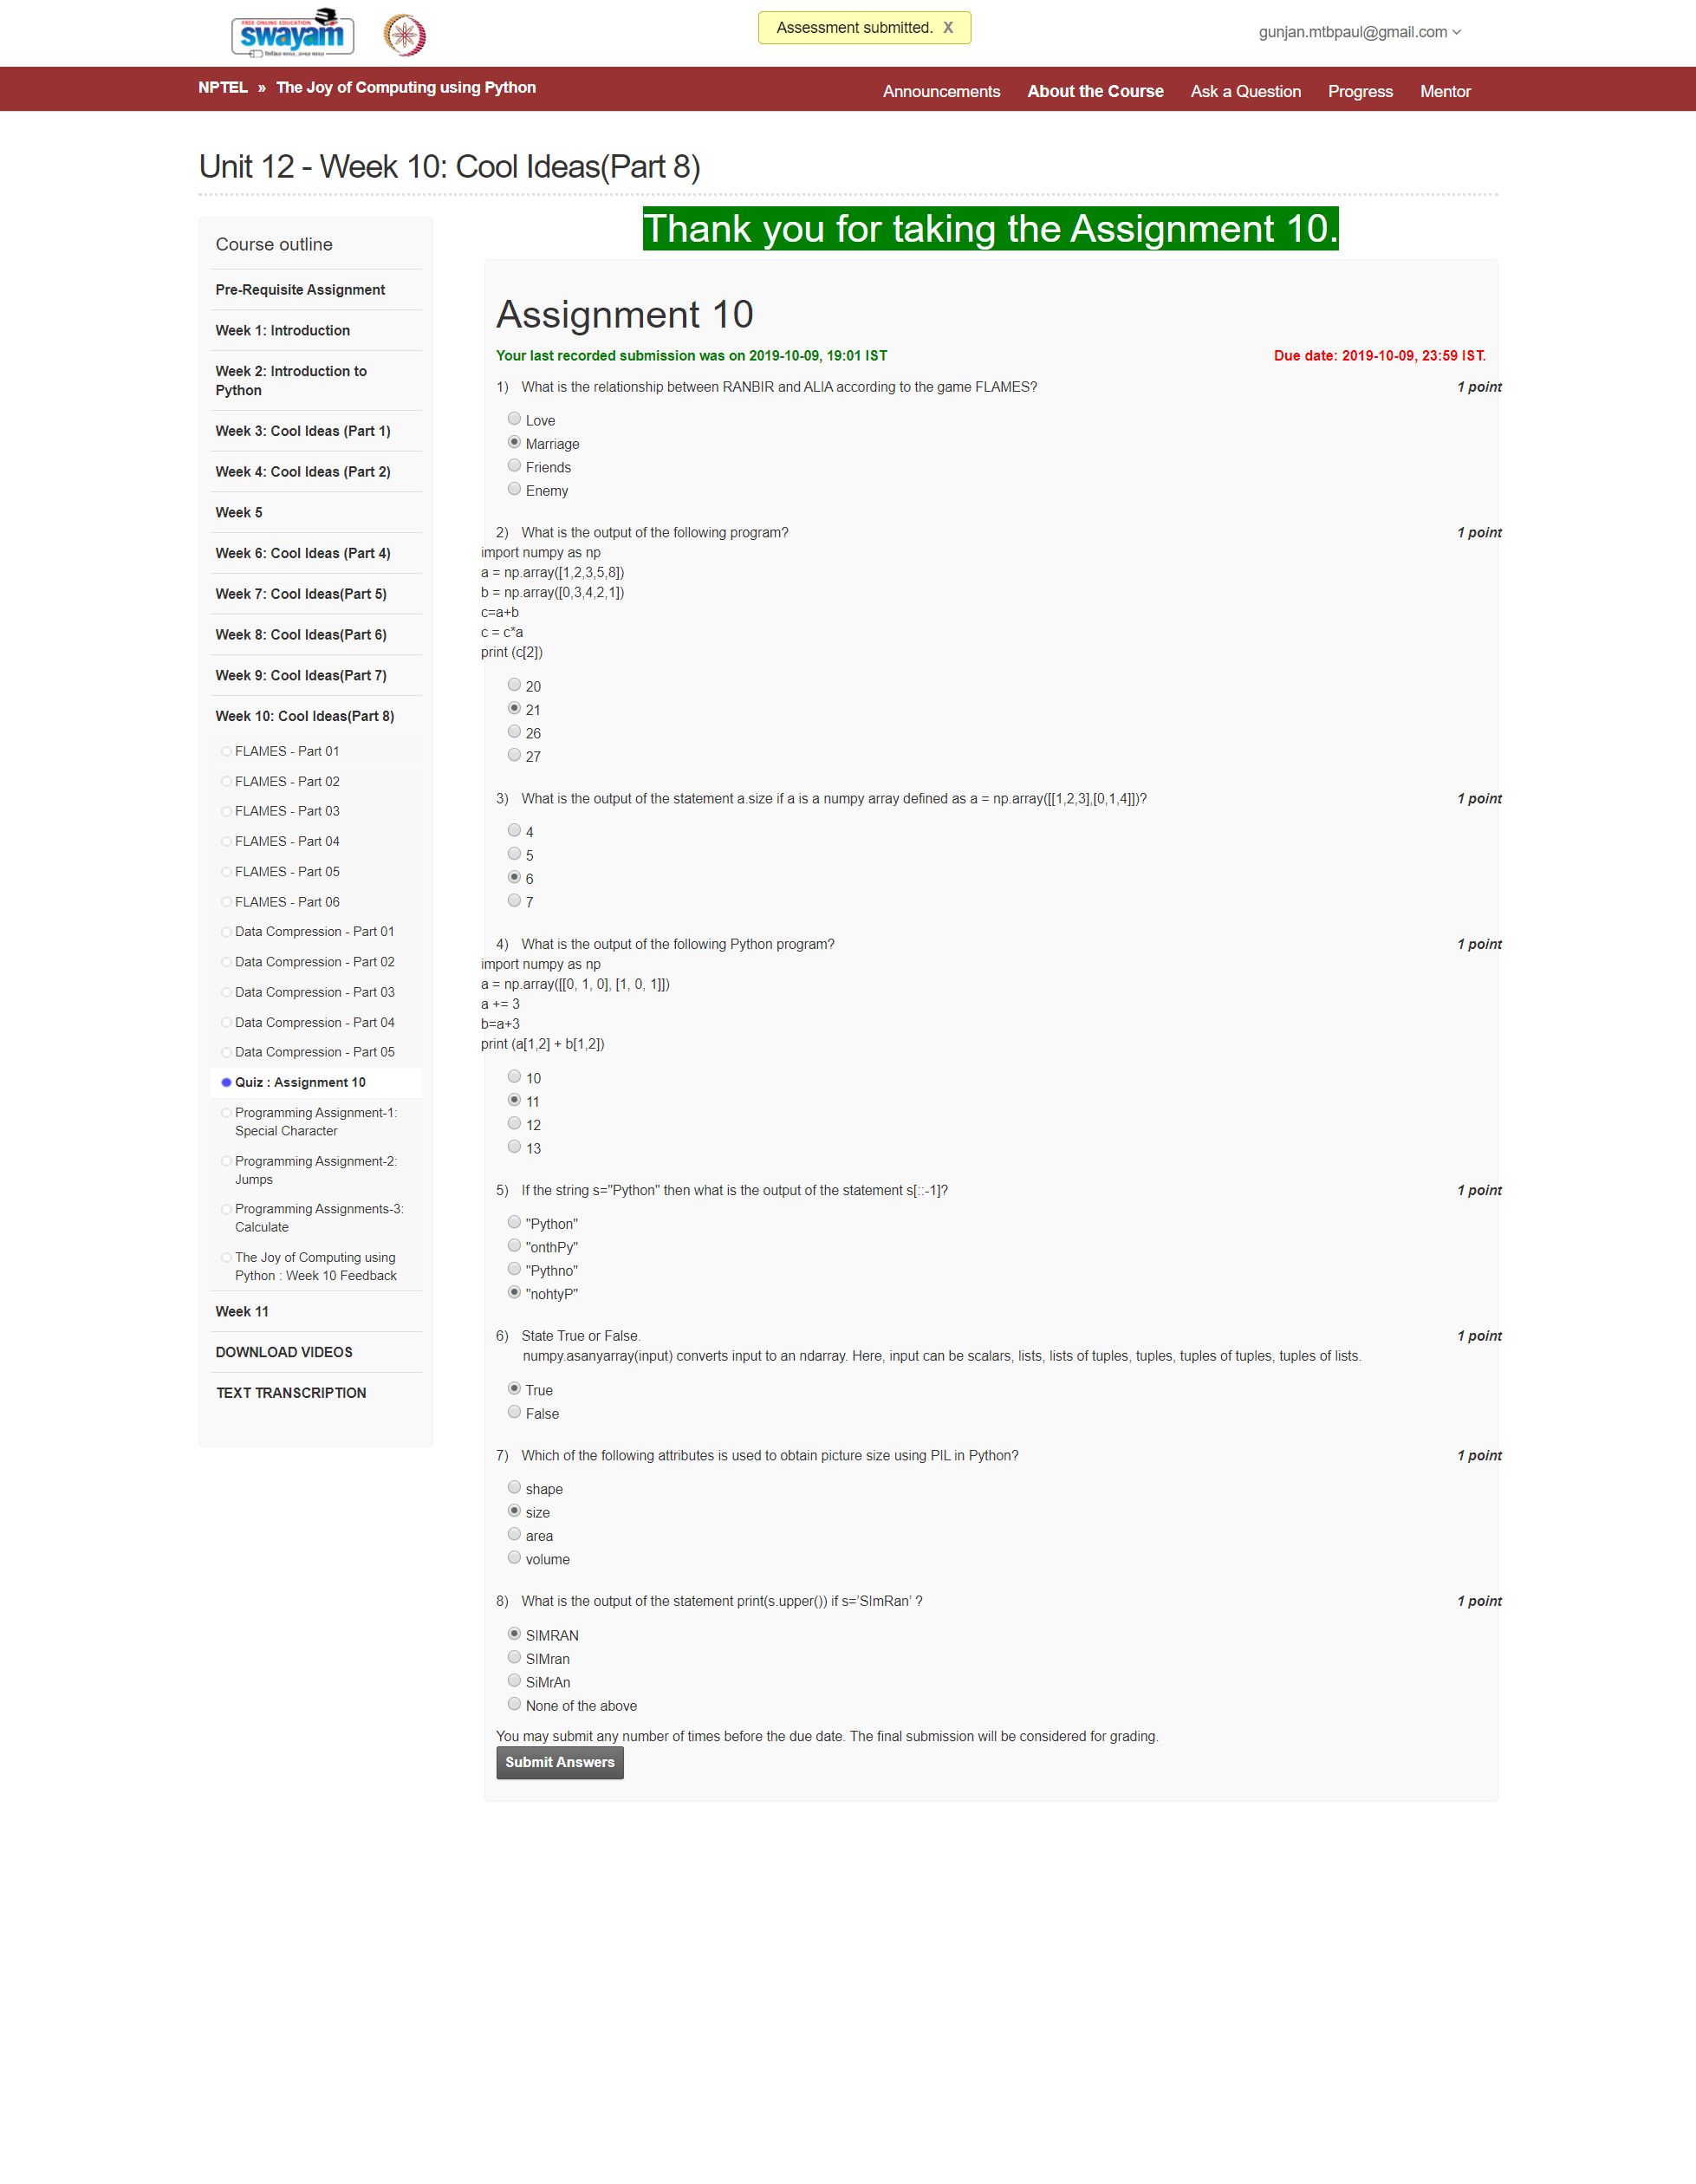 FREE ONLINE EDUCATION
swayam
Assessment submitted. X
gunjan.mtbpaul@gmail.com
NPTEL » The Joy of Computing using Python
Announcements About the Course Ask a Question Progress Mentor
Unit 12 - Week 10: Cool Ideas(Part 8)
Course outline
Pre-Requisite Assignment
Week 1: Introduction
Week 2: Introduction to
Python
Week 3: Cool Ideas (Part 1)
Week 4: Cool Ideas (Part 2)
Week 5
Week 6: Cool Ideas (Part 4)
Week 7: Cool Ideas(Part 5)
Week 8: Cool Ideas(Part 6)
Week 9: Cool Ideas(Part 7)
Week 10: Cool Ideas(Part 8)
FLAMES - Part 01
FLAMES - Part 02
FLAMES - Part 03
FLAMES - Part 04
FLAMES - Part 05
FLAMES - Part 06
Data Compression - Part 01
Data Compression - Part 02
Data Compression - Part 03
Data Compression - Part 04
Data Compression - Part 05
Quiz : Assignment 10
Programming Assignment-1:
Special Character
Programming Assignment-2:
Jumps
Programming Assignments-3:
Calculate
The Joy of Computing using
Python : Week 10 Feedback
Week 11
DOWNLOAD VIDEOS
TEXT TRANSCRIPTION
Thank you for taking the Assignment 10.
Assignment 10
Your last recorded submission was on 2019-10-09, 19:01 IST Due date: 2019-10-09, 23:59 IST.
1) What is the relationship between RANBIR and ALIA according to the game FLAMES? 1 point
Love
Marriage
Friends
Enemy
2) What is the output of the following program? 1 point
import numpy as np
a = np.array([1,2,3,5,8])
b = np.array([0,3,4,2,1])
c=a+b
c = c*a
print (c[2])
20
21
26
27
3) What is the output of the statement a.size if a is a numpy array defined as a = np.array([[1,2,3],[0,1,4]])? 1 point
4
5
6
7
4) What is the output of the following Python program? 1 point
import numpy as np
a = np.array([[0, 1, 0], [1, 0, 1]])
a += 3
b=a+3
print (a[1,2] + b[1,2])
10
11
12
13
5) If the string s="Python" then what is the output of the statement s[::-1]? 1 point
"Python"
"onthPy"
"Pythno"
"nohtyP"
6) State True or False. 1 point
numpy.asanyarray(input) converts input to an ndarray. Here, input can be scalars, lists, lists of tuples, tuples, tuples of tuples, tuples of lists.
True
False
7) Which of the following attributes is used to obtain picture size using PIL in Python? 1 point
shape
size
area
volume
8) What is the output of the statement print(s.upper()) if s='SImRan' ? 1 point
SIMRAN
SIMran
SiMrAn
None of the above
You may submit any number of times before the due date. The final submission will be considered for grading.
Submit Answers